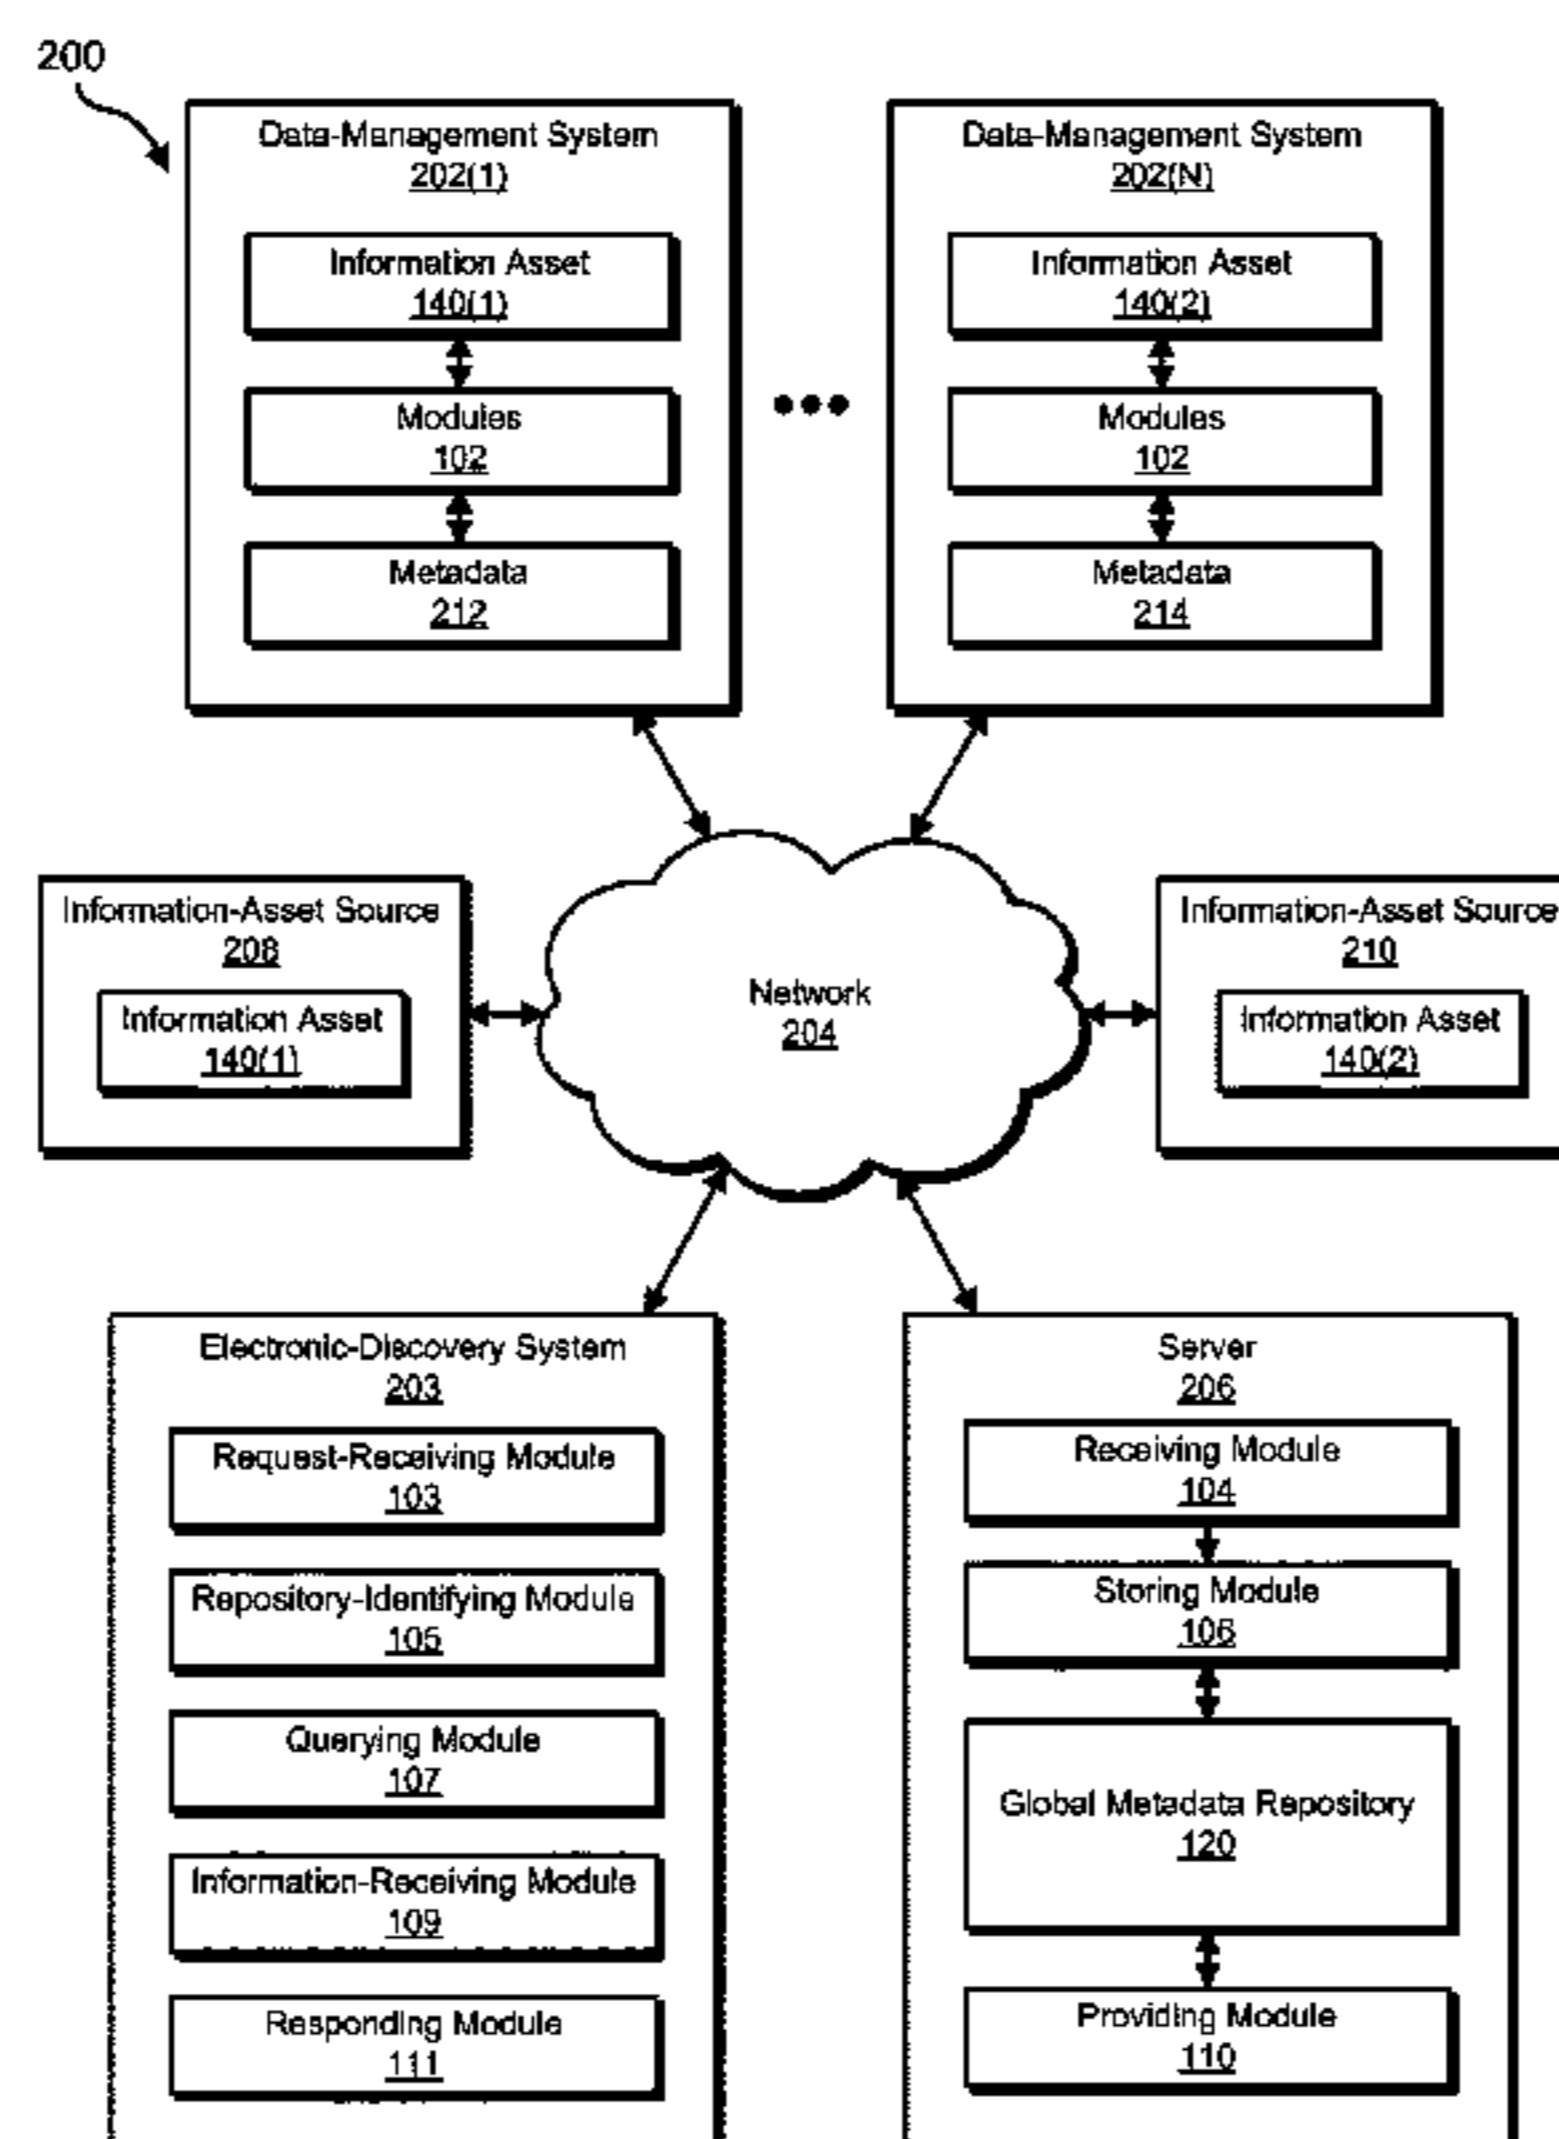 200
Data-Management System
202(1)
Information Asset
140(1)
Modules
102
Metadata
212
Data-Management System
202(N)
Information Asset
140(2)
Modules
102
Metadata
214
Information-Asset Source
208
Information Asset
140(1)
Network
204
Information-Asset Source
210
Information Asset
140(2)
Electronic-Discovery System
203
Request-Receiving Module
103
Repository-Identifying Module
105
Querying Module
107
Information-Receiving Module
109
Responding Module
111
Server
206
Receiving Module
104
Storing Module
106
Global Metadata Repository
120
Providing Module
110